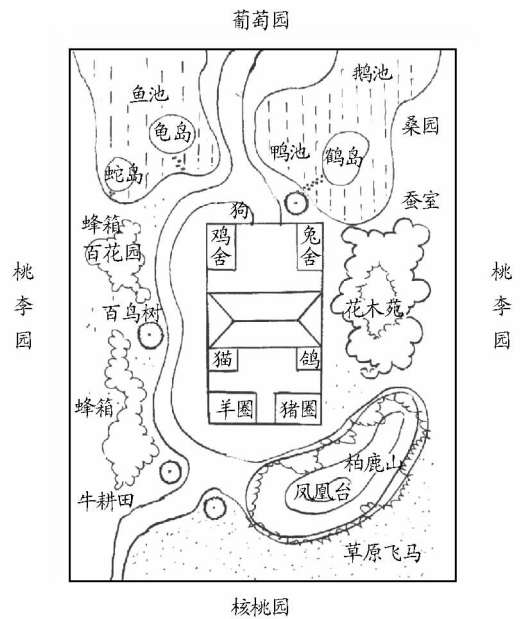 葡萄园
鱼池
鹅池
龟岛
桑园
鸭池
鹤岛
蛇岛
蚕室
狗
蜂箱
鸡舍
兔舍
百花园
桃李园
桃李园
百鸟树
花木苑
猫
鸽
蜂箱
羊圈
猪圈
柏鹿山
凤凰台
牛耕田
草原飞马
核桃园